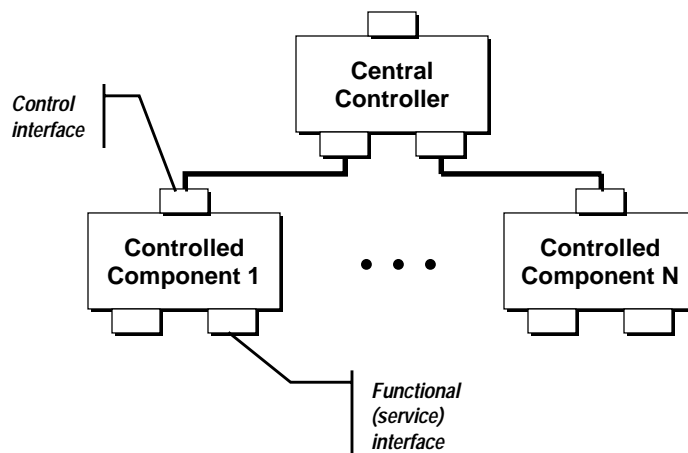 Central
Controller
Control
interface
Controlled
Component 1
Controlled
Component N
Functional
(service)
interface